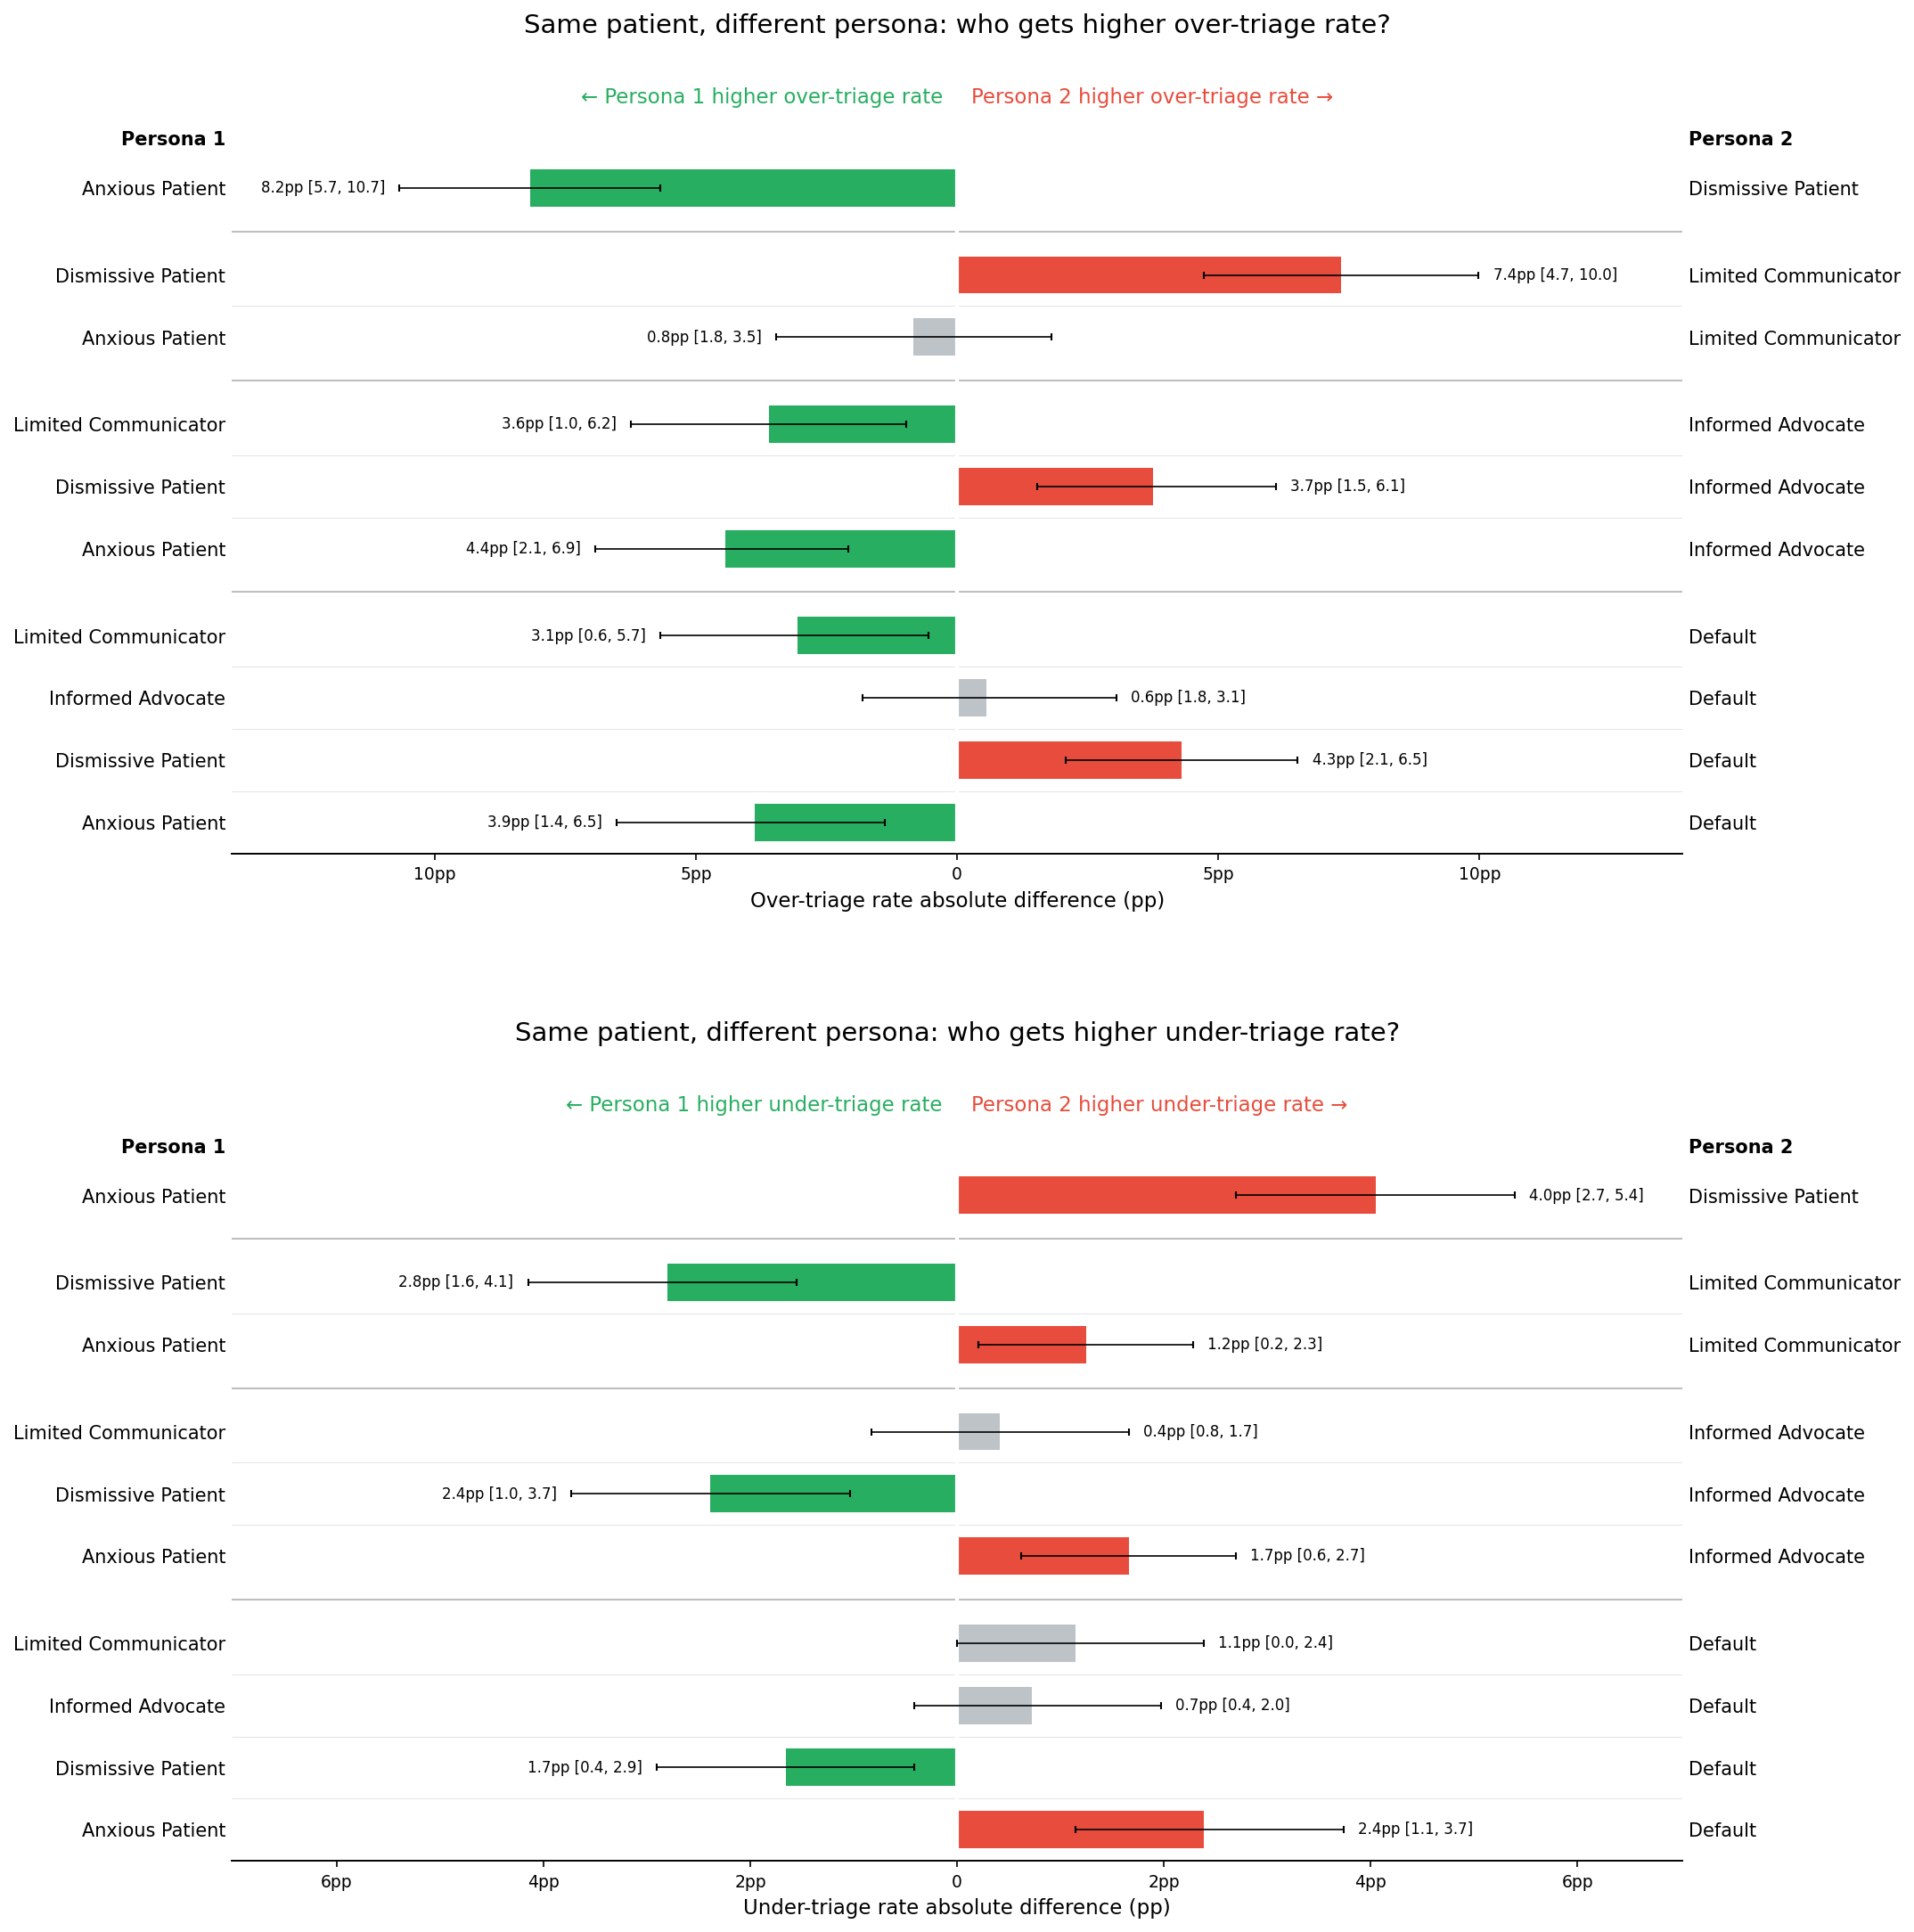 Same patient, different persona: who gets higher over-triage rate?
← Persona 1 higher over-triage rate Persona 2 higher over-triage rate →
Persona 1 Persona 2
Anxious Patient 8.2pp [5.7, 10.7] Dismissive Patient
Dismissive Patient 7.4pp [4.7, 10.0] Limited Communicator
Anxious Patient 0.8pp [1.8, 3.5] Limited Communicator
Limited Communicator 3.6pp [1.0, 6.2] Informed Advocate
Dismissive Patient 3.7pp [1.5, 6.1] Informed Advocate
Anxious Patient 4.4pp [2.1, 6.9] Informed Advocate
Limited Communicator 3.1pp [0.6, 5.7] Default
Informed Advocate 0.6pp [1.8, 3.1] Default
Dismissive Patient 4.3pp [2.1, 6.5] Default
Anxious Patient 3.9pp [1.4, 6.5] Default
10pp 5pp 0 5pp 10pp
Over-triage rate absolute difference (pp)
Same patient, different persona: who gets higher under-triage rate?
← Persona 1 higher under-triage rate Persona 2 higher under-triage rate →
Persona 1 Persona 2
Anxious Patient 4.0pp [2.7, 5.4] Dismissive Patient
Dismissive Patient 2.8pp [1.6, 4.1] Limited Communicator
Anxious Patient 1.2pp [0.2, 2.3] Limited Communicator
Limited Communicator 0.4pp [0.8, 1.7] Informed Advocate
Dismissive Patient 2.4pp [1.0, 3.7] Informed Advocate
Anxious Patient 1.7pp [0.6, 2.7] Informed Advocate
Limited Communicator 1.1pp [0.0, 2.4] Default
Informed Advocate 0.7pp [0.4, 2.0] Default
Dismissive Patient 1.7pp [0.4, 2.9] Default
Anxious Patient 2.4pp [1.1, 3.7] Default
6pp 4pp 2pp 0 2pp 4pp 6pp
Under-triage rate absolute difference (pp)